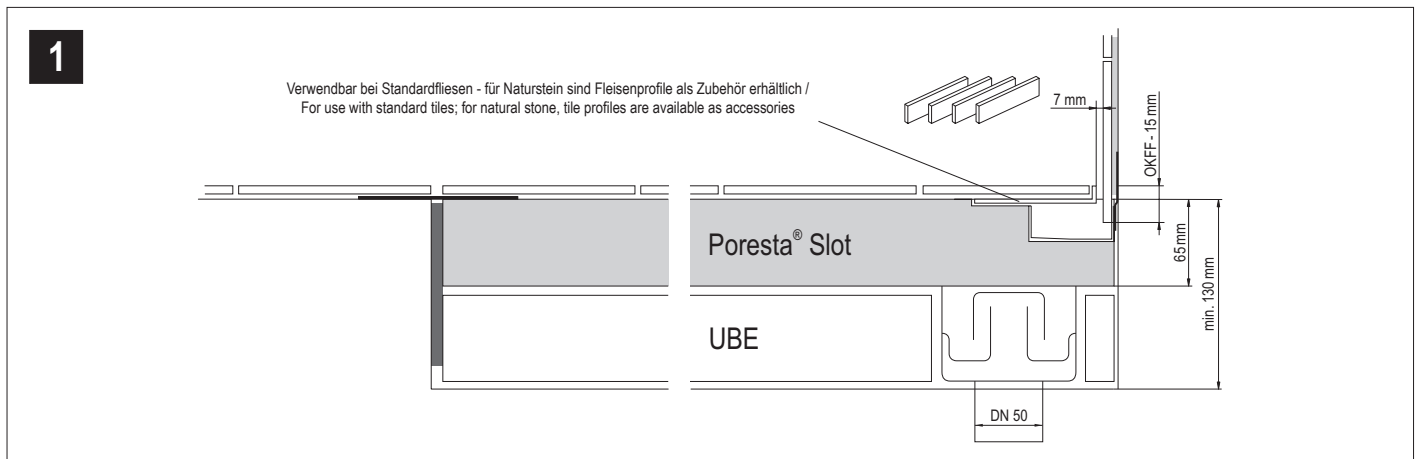 1
Verwendbar bei Standardfliesen - für Naturstein sind Fleisenprofile als Zubehör erhältlich /
For use with standard tiles; for natural stone, tile profiles are available as accessories
7 mm
OKFF - 15 mm
Poresta® Slot
65 mm
min. 130 mm
UBE
DN 50